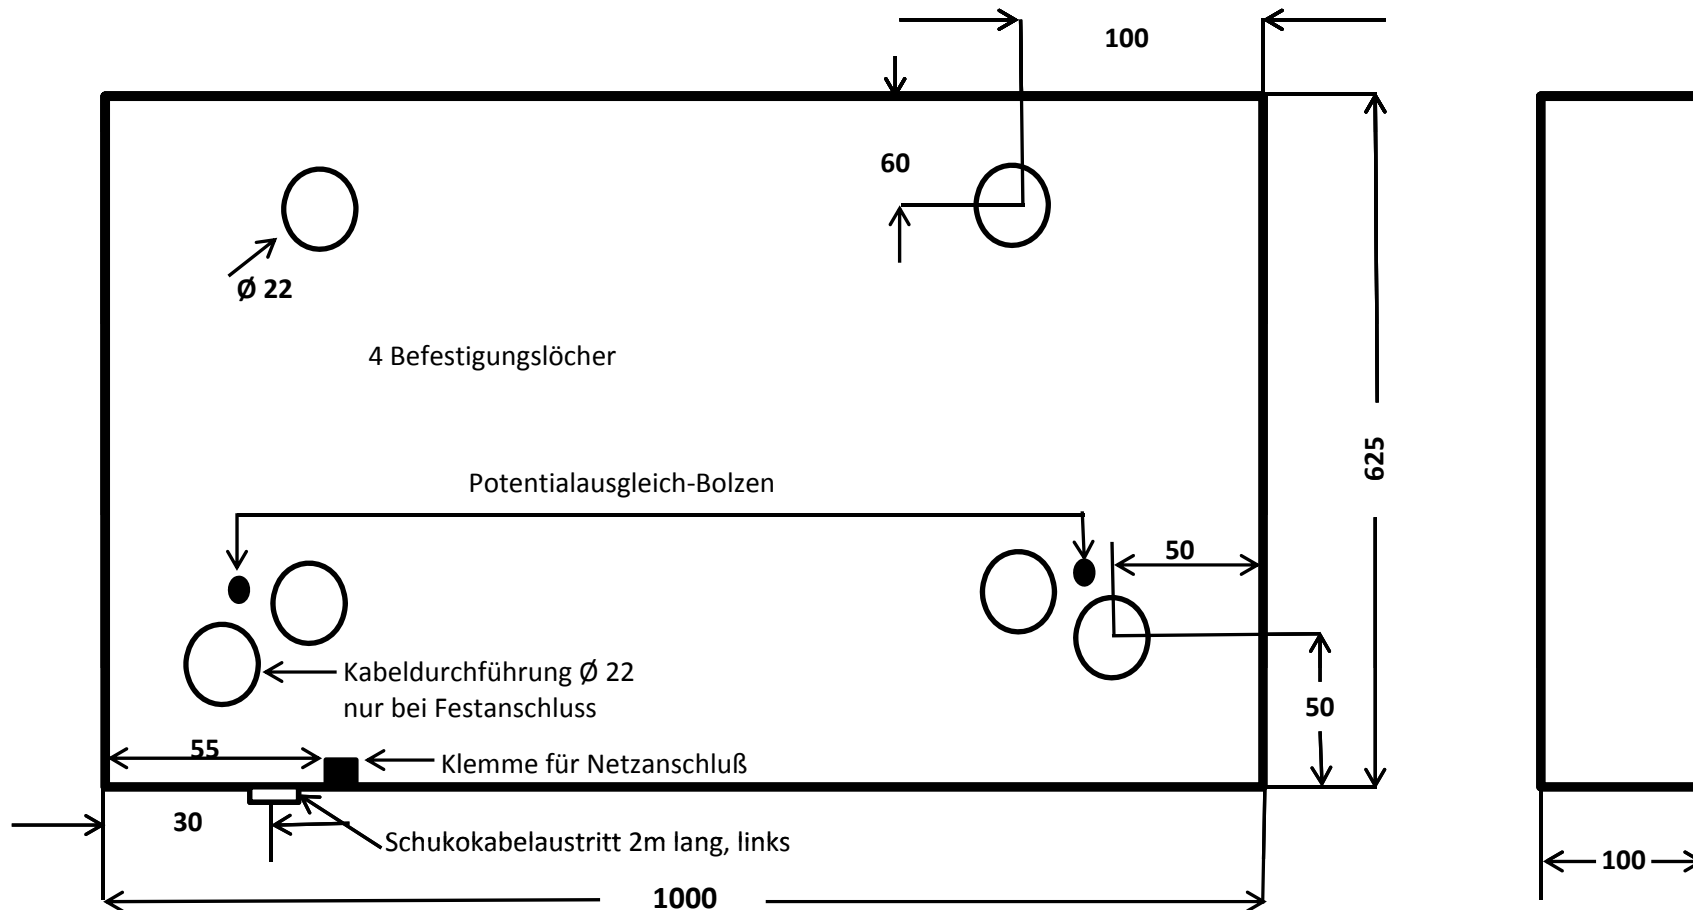 100
60
Ø 22
4 Befestigungslöcher
625
Potentialausgleich-Bolzen
50
Kabeldurchführung Ø 22
nur bei Festanschluss
50
55
Klemme für Netzanschluß
30
Schukokabelaustritt 2m lang, links
100
1000